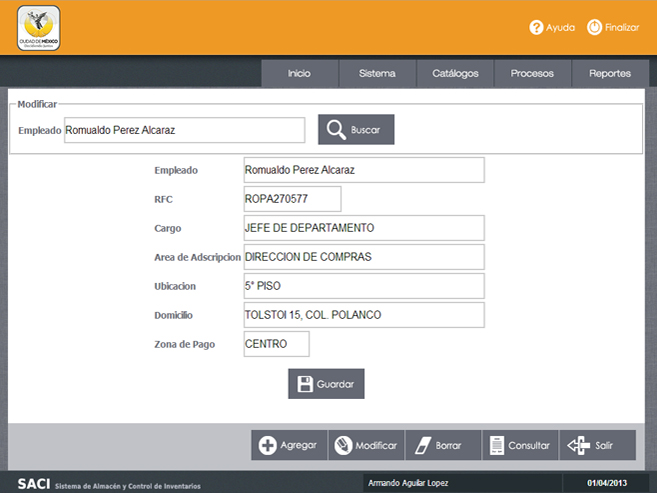 CIUDAD DE MÉXICO
Ayuda Finalizar
Inicio Sistema Catálogos Procesos Reportes
Modificar
Empleado Romualdo Perez Alcaraz Buscar
Empleado Romualdo Perez Alcaraz
RFC ROPA270577
Cargo JEFE DE DEPARTAMENTO
Area de Adscripcion DIRECCION DE COMPRAS
Ubicacion 5° PISO
Domicilio TOLSTOI 15, COL. POLANCO
Zona de Pago CENTRO
Guardar
Agregar Modificar Borrar Consultar Salir
SACI Sistema de Almacén y Control de Inventarios Armando Aguilar Lopez 01/04/2013